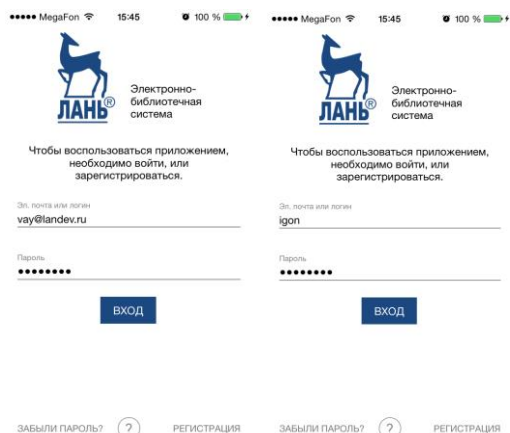 MegaFon 15:45 100 %
ЛАНЬ®
Электронно-
библиотечная
система
Чтобы воспользоваться приложением,
необходимо войти, или
зарегистрироваться.
Эл. почта или логин
vay@landev.ru
Пароль
••••••••
ВХОД
ЗАБЫЛИ ПАРОЛЬ? ? РЕГИСТРАЦИЯ
MegaFon 15:45 100 %
ЛАНЬ®
Электронно-
библиотечная
система
Чтобы воспользоваться приложением,
необходимо войти, или
зарегистрироваться.
Эл. почта или логин
igon
Пароль
••••••••
ВХОД
ЗАБЫЛИ ПАРОЛЬ? ? РЕГИСТРАЦИЯ